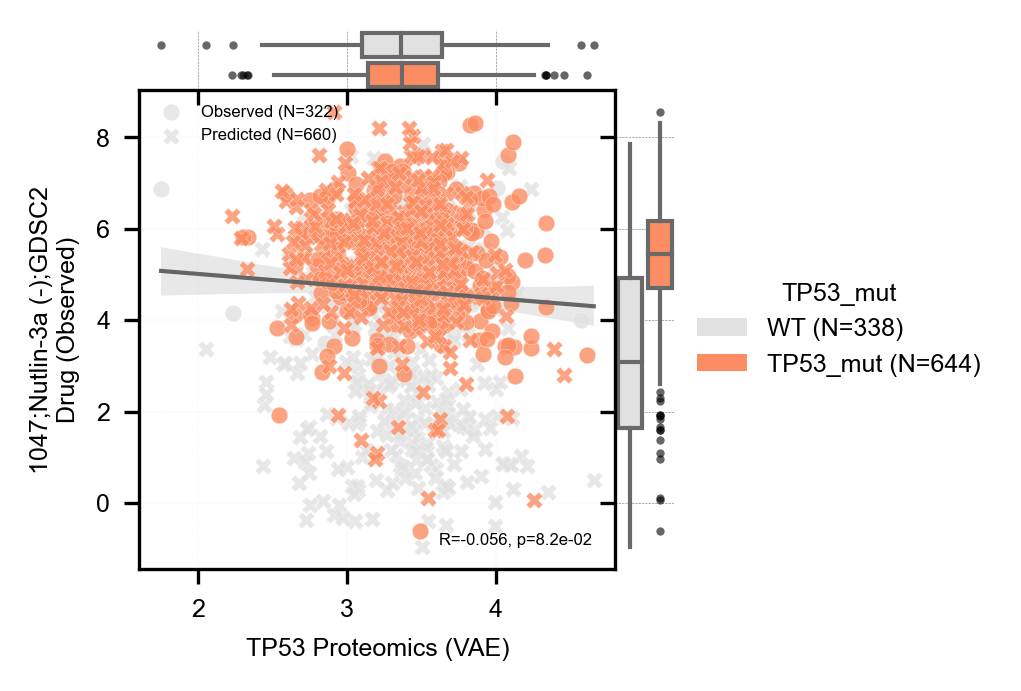 Observed (N=322)
Predicted (N=660)
8
6
4
2
0
1047;Nutlin-3a (-);GDSC2
Drug (Observed)
R=-0.056, p=8.2e-02
2
3
4
TP53 Proteomics (VAE)
TP53_mut
WT (N=338)
TP53_mut (N=644)